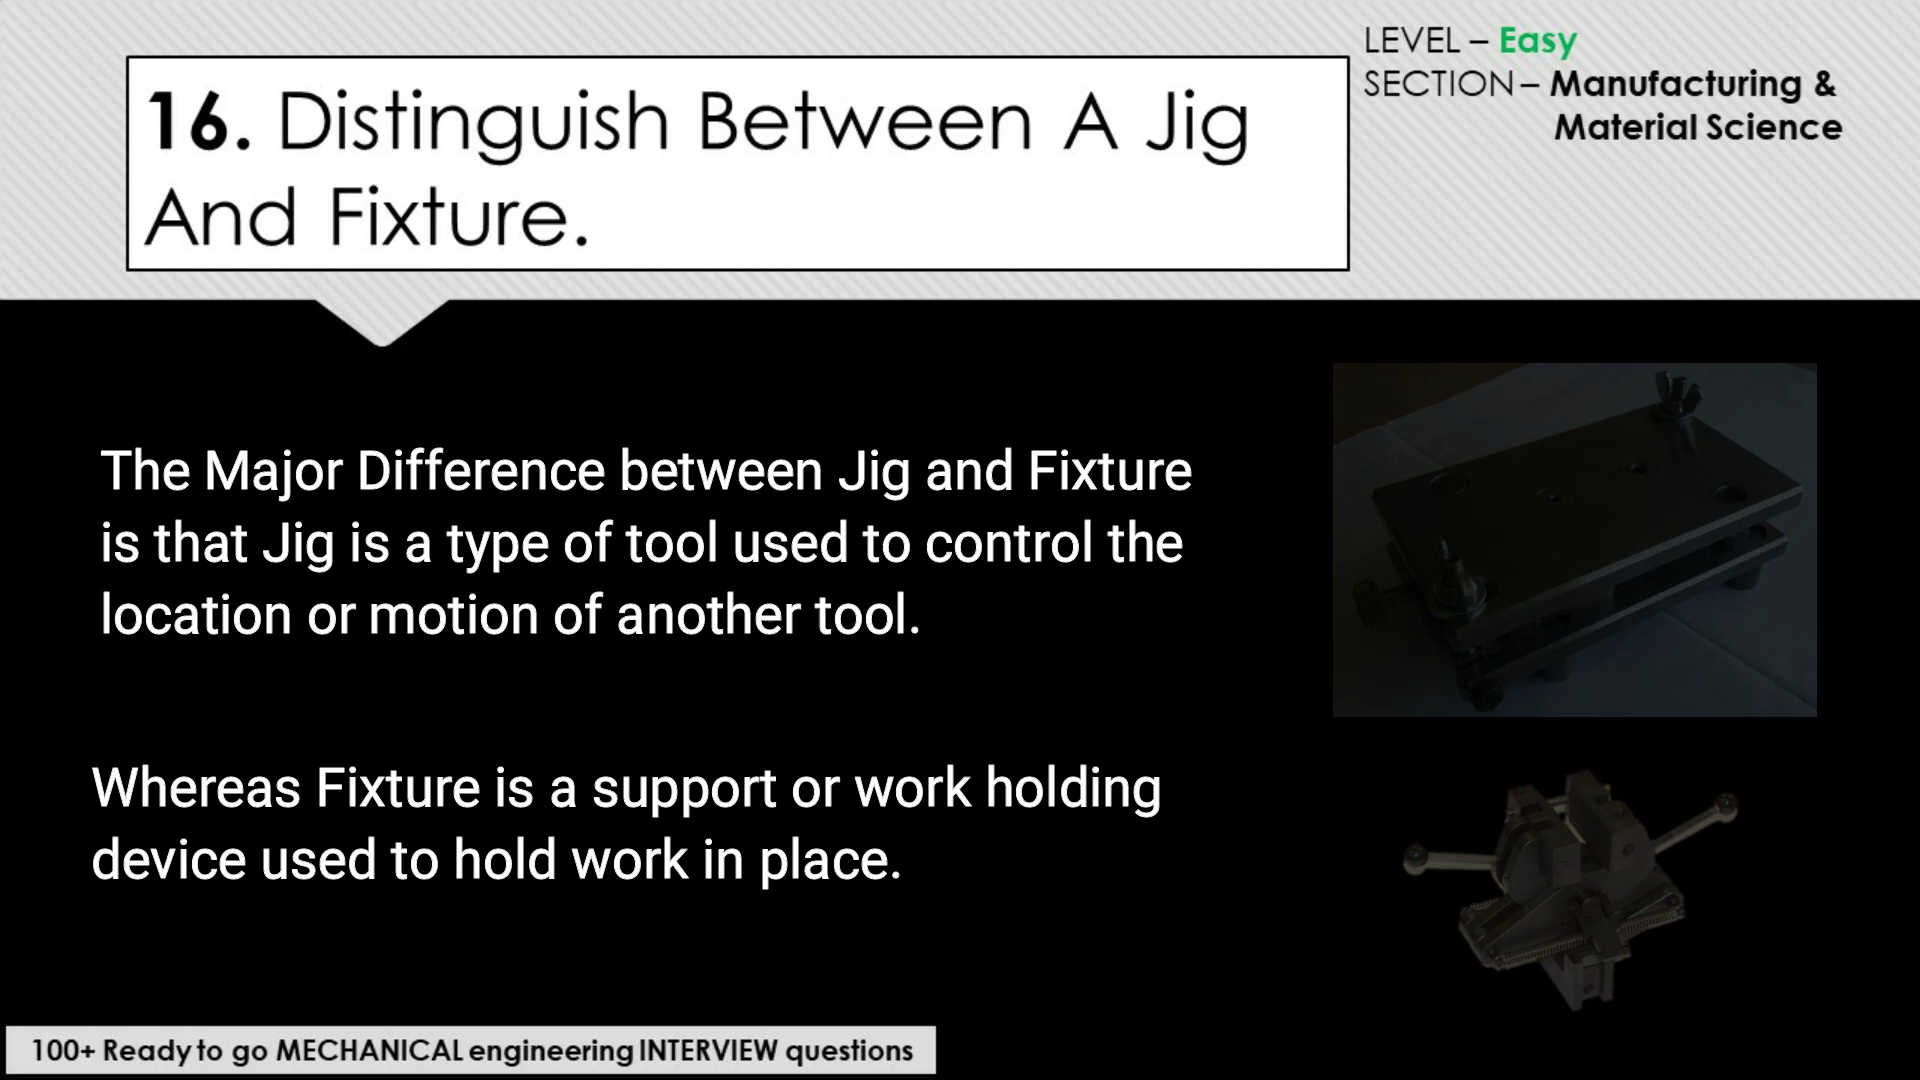 16. Distinguish Between A Jig
And Fixture.
LEVEL – Easy
SECTION – Manufacturing &
Material Science
The Major Difference between Jig and Fixture
is that Jig is a type of tool used to control the
location or motion of another tool.
Whereas Fixture is a support or work holding
device used to hold work in place.
100+ Ready to go MECHANICAL engineering INTERVIEW questions